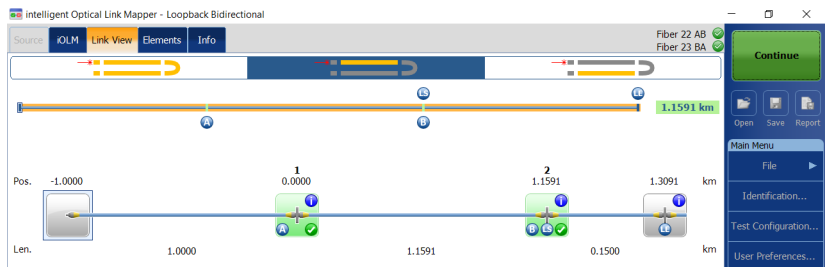 intelligent Optical Link Mapper - Loopback Bidirectional
Source iOLM Link View Elements Info
Fiber 22 AB
Fiber 23 BA
Continue
LS LE
1.1591 km
A B
Open Save Report
Main Menu
File
Identification...
Test Configuration...
User Preferences...
1 2
Pos. -1.0000 0.0000 1.1591 1.3091 km
i i i
A B LS LE
Len. 1.0000 1.1591 0.1500 km